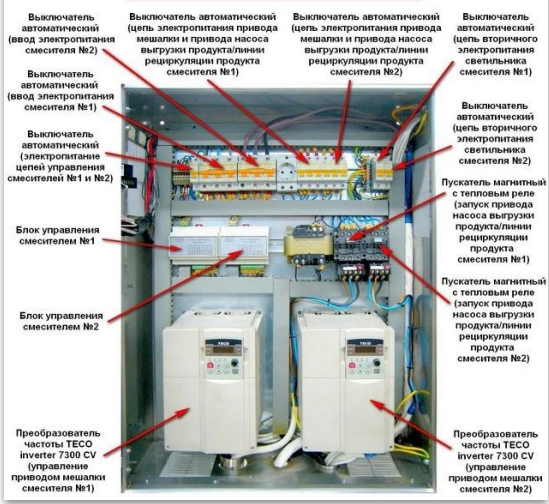 Выключатель
автоматический
(ввод электропитания
смесителя №2)
Выключатель автоматический
(цепь электропитания привода
мешалки и привода насоса
выгрузки продукта/линии
рециркуляции продукта
смесителя №1)
Выключатель автоматический
(цепь электропитания привода
мешалки и привода насоса
выгрузки продукта/линии
рециркуляции продукта
смесителя №2)
Выключатель
автоматический
(цепь вторичного
электропитания
светильника
смесителя №1)
Выключатель
автоматический
(ввод электропитания
смесителя №1)
Выключатель
автоматический
(цепь вторичного
электропитания
светильника
смесителя №2)
Выключатель
автоматический
(электропитание
цепей управления
смесителей №1 и №2)
Пускатель магнитный
с тепловым реле
(запуск привода
насоса выгрузки
продукта/линии
рециркуляции
продукта
смесителя №1)
Блок управления
смесителем №1
Пускатель магнитный
с тепловым реле
(запуск привода
насоса выгрузки
продукта/линии
рециркуляции
продукта
смесителя №2)
Блок управления
смесителем №2
TECO
TECO
Преобразователь
частоты TECO
inverter 7300 CV
(управление
приводом мешалки
смесителя №1)
Преобразователь
частоты TECO
inverter 7300 CV
(управление
приводом мешалки
смесителя №2)